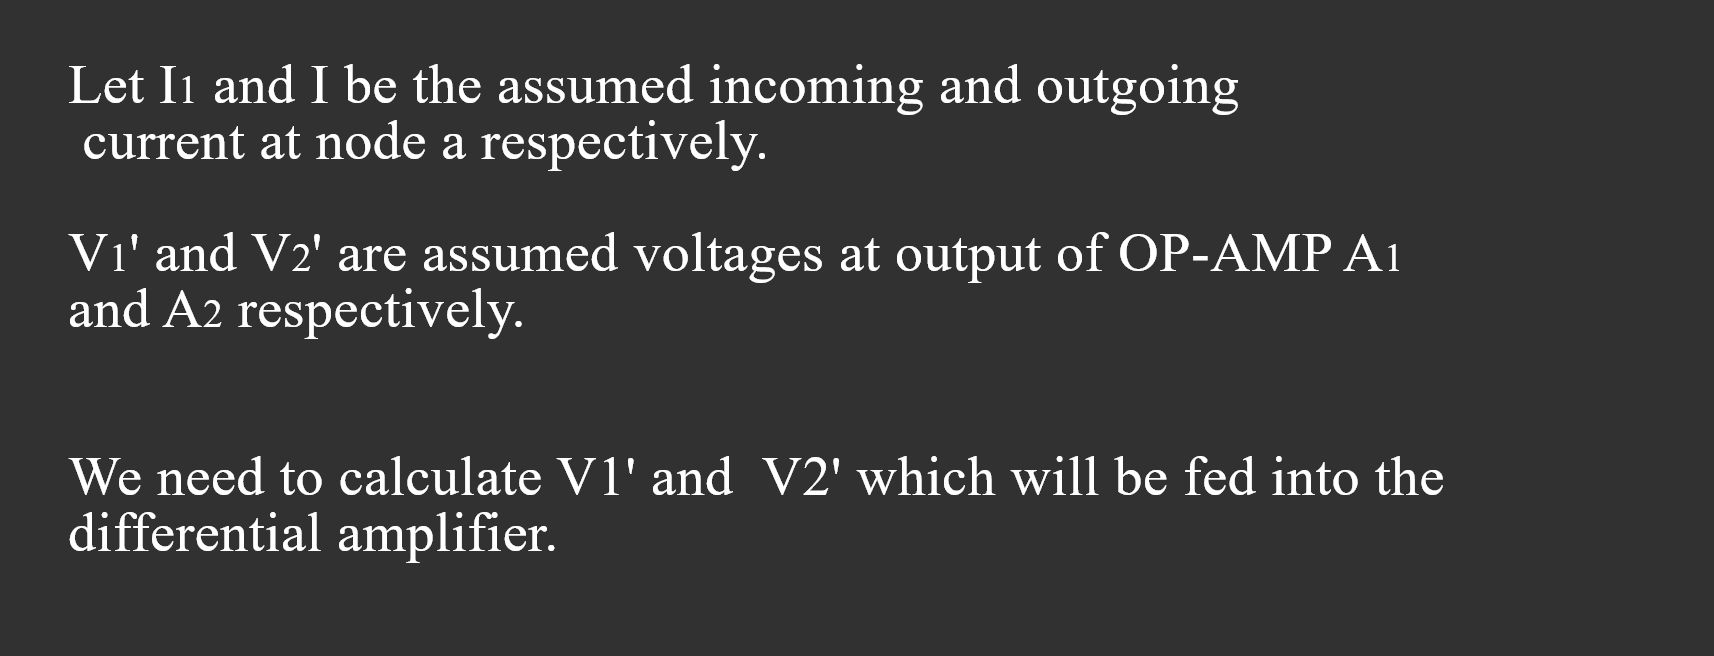 Let I1 and I be the assumed incoming and outgoing
current at node a respectively.
V1' and V2' are assumed voltages at output of OP-AMP A1
and A2 respectively.
We need to calculate V1' and V2' which will be fed into the
differential amplifier.